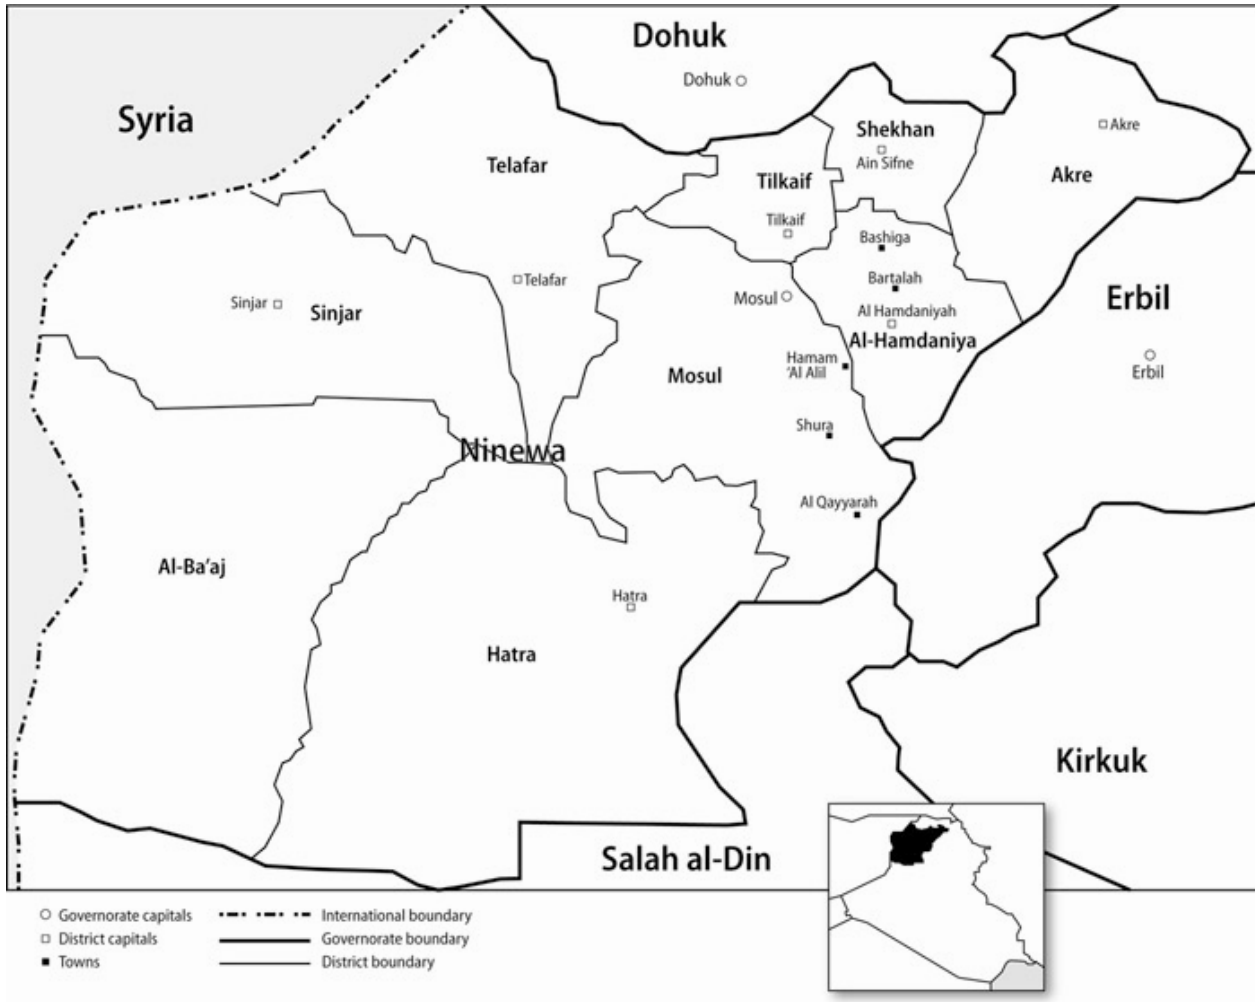 Dohuk
Dohuk
Syria
Shekhan
Ain Sifne
Akre
Akre
Telafar
Tilkaif
Tilkaif
Bashiga
Telafar
Bartalah
Mosul
Sinjar
Sinjar
Al Hamdaniyah
Al-Hamdaniya
Erbil
Erbil
Hamam
'Al Alil
Mosul
Shura
Ninewa
Al Qayyarah
Al-Ba'aj
Hatra
Hatra
Kirkuk
Salah al-Din
Governorate capitals
International boundary
District capitals
Governorate boundary
Towns
District boundary